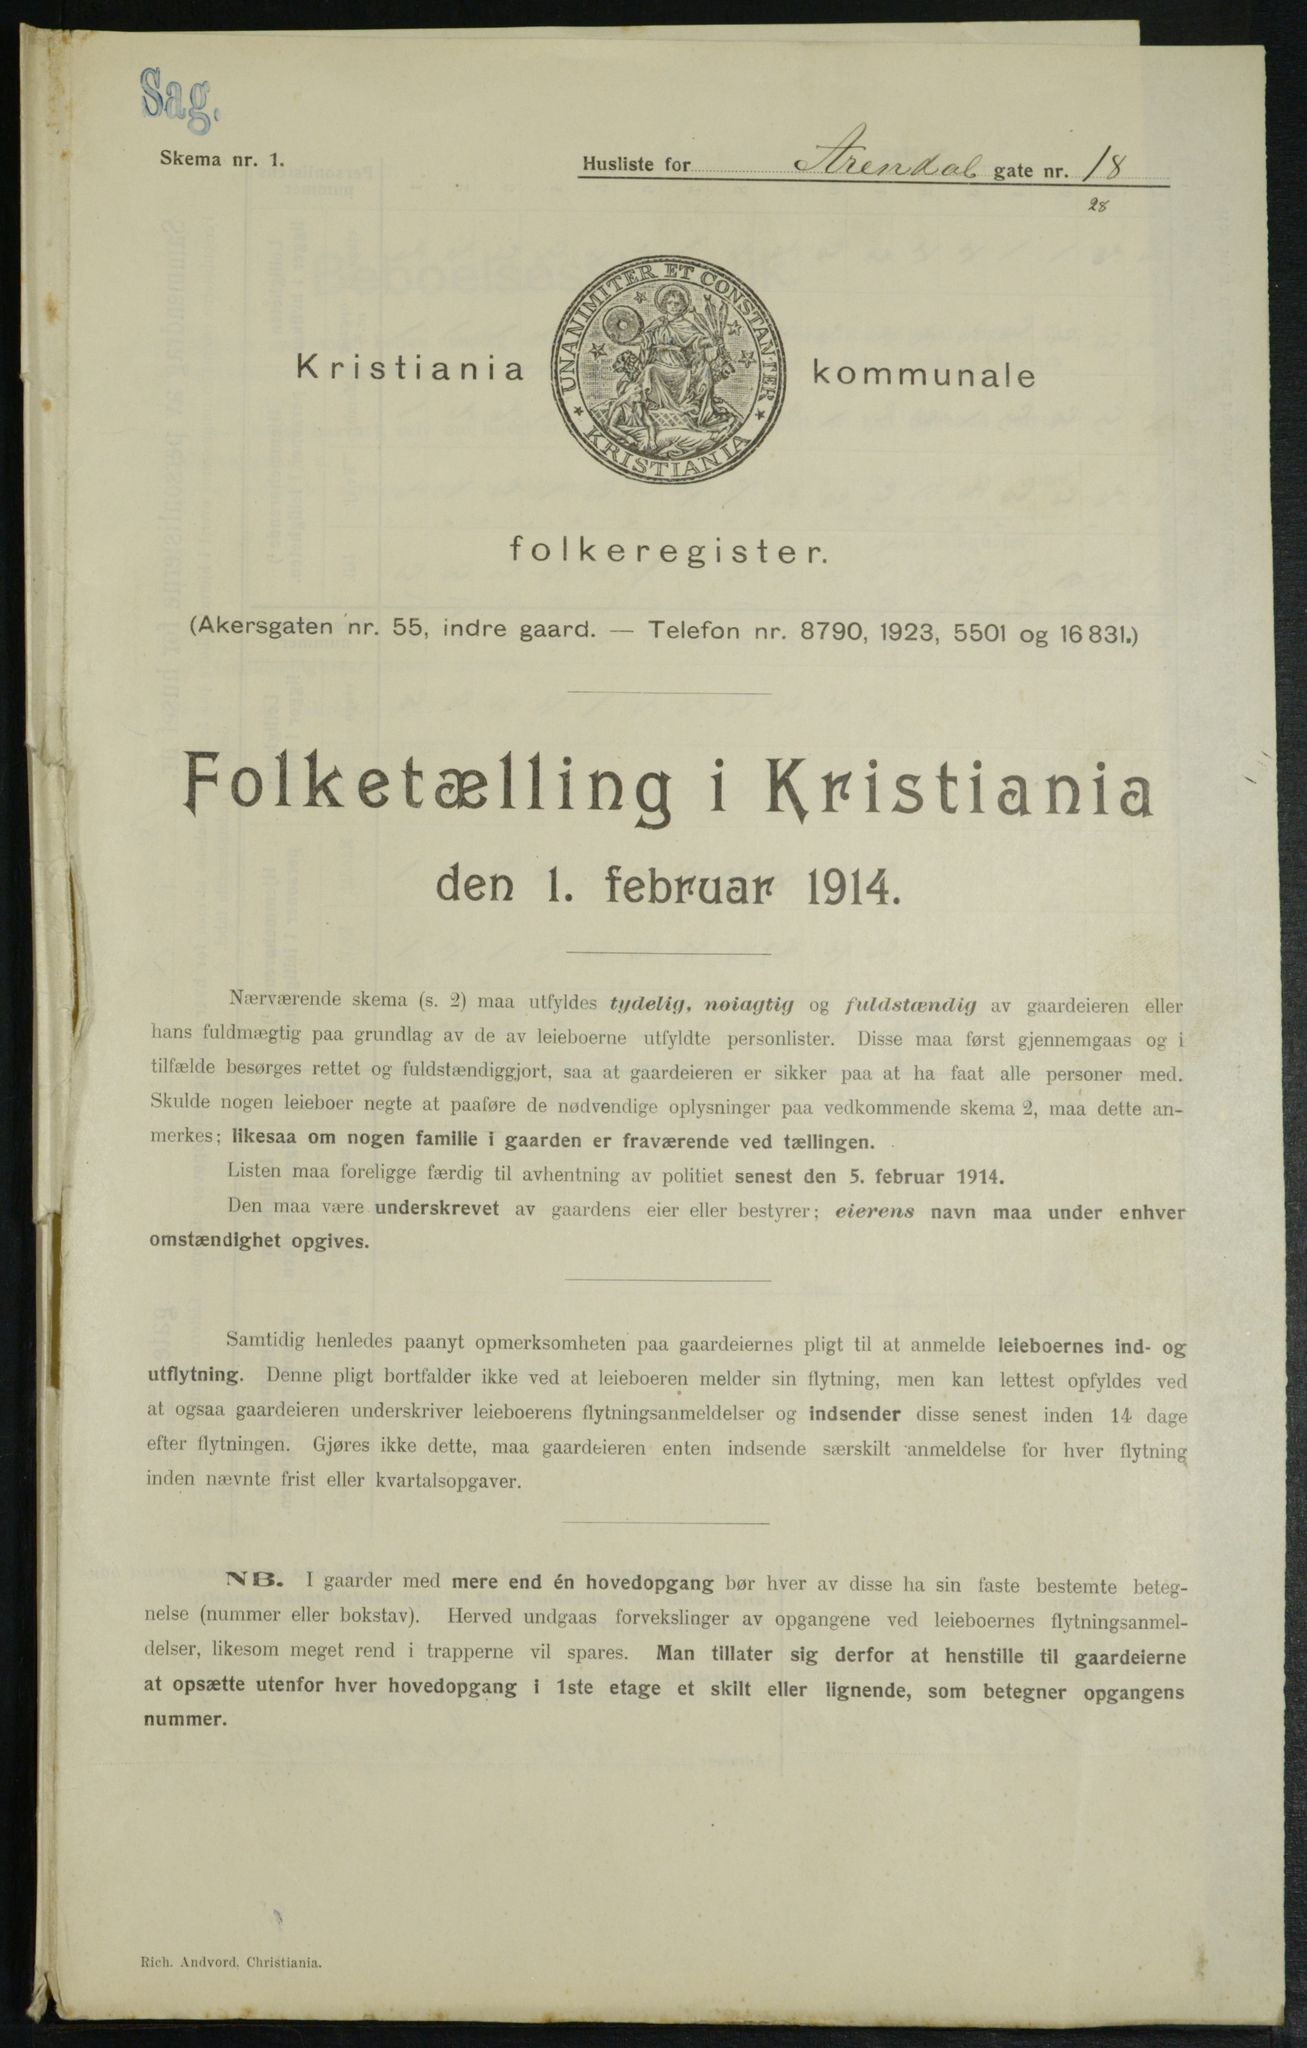 Sag.
Skema nr. 1.
Husliste for Arendal gate nr. 18
28
UNANIMITER ET CONSTANTER
KRISTIANIA
Kristiania kommunale
folkeregister.
(Akersgaten nr. 55, indre gaard. — Telefon nr. 8790, 1923, 5501 og 16 831.)
Folketælling i Kristiania
den 1. februar 1914.
Nærværende skema (s. 2) maa utfyldes tydelig, nøiagtig og fuldstændig av gaardeieren eller
hans fuldmægtig paa grundlag av de av leieboerne utfyldte personlister. Disse maa først gjennemgaas og i
tilfælde besørges rettet og fuldstændiggjort, saa at gaardeieren er sikker paa at ha faat alle personer med.
Skulde nogen leieboer negte at paaføre de nødvendige oplysninger paa vedkommende skema 2, maa dette an-
merkes; likesaa om nogen familie i gaarden er fraværende ved tællingen.
Listen maa foreligge færdig til avhentning av politiet senest den 5. februar 1914.
Den maa være underskrevet av gaardens eier eller bestyrer; eierens navn maa under enhver
omstændighet opgives.
Samtidig henledes paanyt opmerksomheten paa gaardeiernes pligt til at anmelde leieboernes ind- og
utflytning. Denne pligt bortfalder ikke ved at leieboeren melder sin flytning, men kan lettest opfyldes ved
at ogsaa gaardeieren underskriver leieboerens flytningsanmeldelser og indsender disse senest inden 14 dage
efter flytningen. Gjøres ikke dette, maa gaardeieren enten indsende særskilt anmeldelse for hver flytning
inden nævnte frist eller kvartalsopgaver.
NB. I gaarder med mere end én hovedopgang bør hver av disse ha sin faste bestemte beteg-
nelse (nummer eller bokstav). Herved undgaas forvekslinger av opgangene ved leieboernes flytningsanmel-
delser, likesom meget rend i trapperne vil spares. Man tillater sig derfor at henstille til gaardeierne
at opsætte utenfor hver hovedopgang i 1ste etage et skilt eller lignende, som betegner opgangens
nummer.
Rich. Andvord, Christiania.